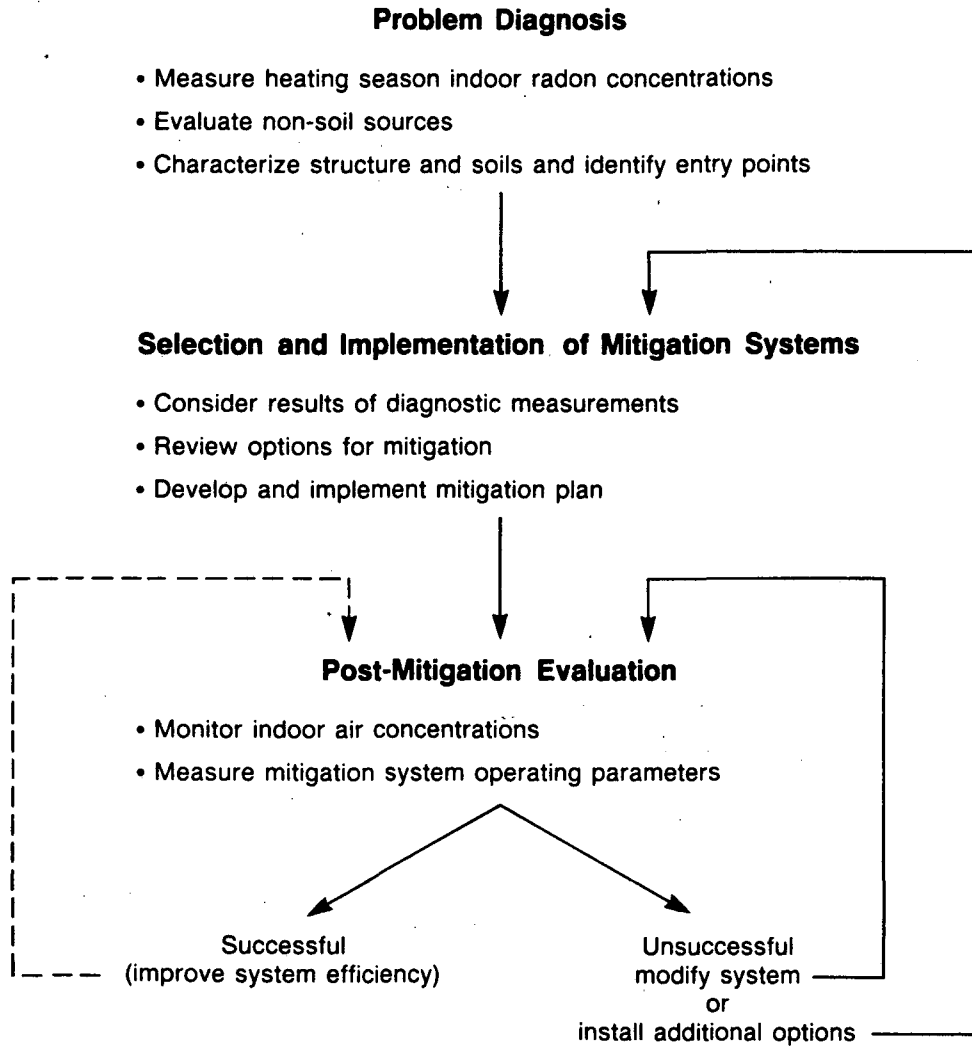 Problem Diagnosis
• Measure heating season indoor radon concentrations
• Evaluate non-soil sources
• Characterize structure and soils and identify entry points
Selection and Implementation of Mitigation Systems
• Consider results of diagnostic measurements
• Review options for mitigation
• Develop and implement mitigation plan
Post-Mitigation Evaluation
• Monitor indoor air concentrations
• Measure mitigation system operating parameters
Successful
(improve system efficiency)
Unsuccessful
modify system
or
install additional options